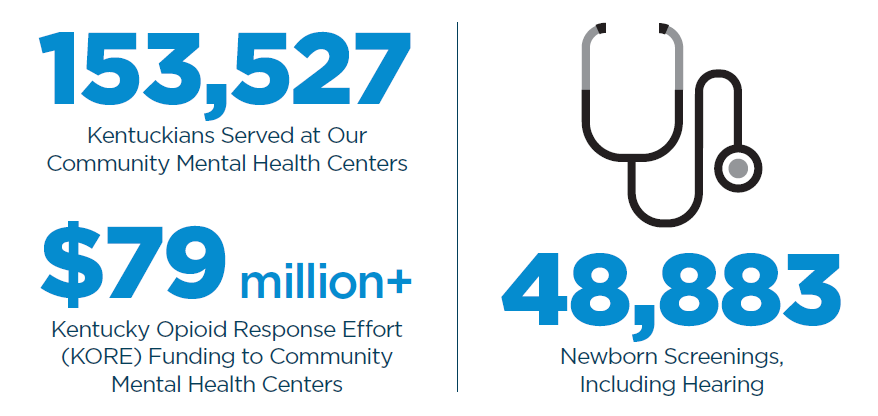 153,527
Kentuckians Served at Our
Community Mental Health Centers
$79 million+
Kentucky Opioid Response Effort
(KORE) Funding to Community
Mental Health Centers
48,883
Newborn Screenings,
Including Hearing